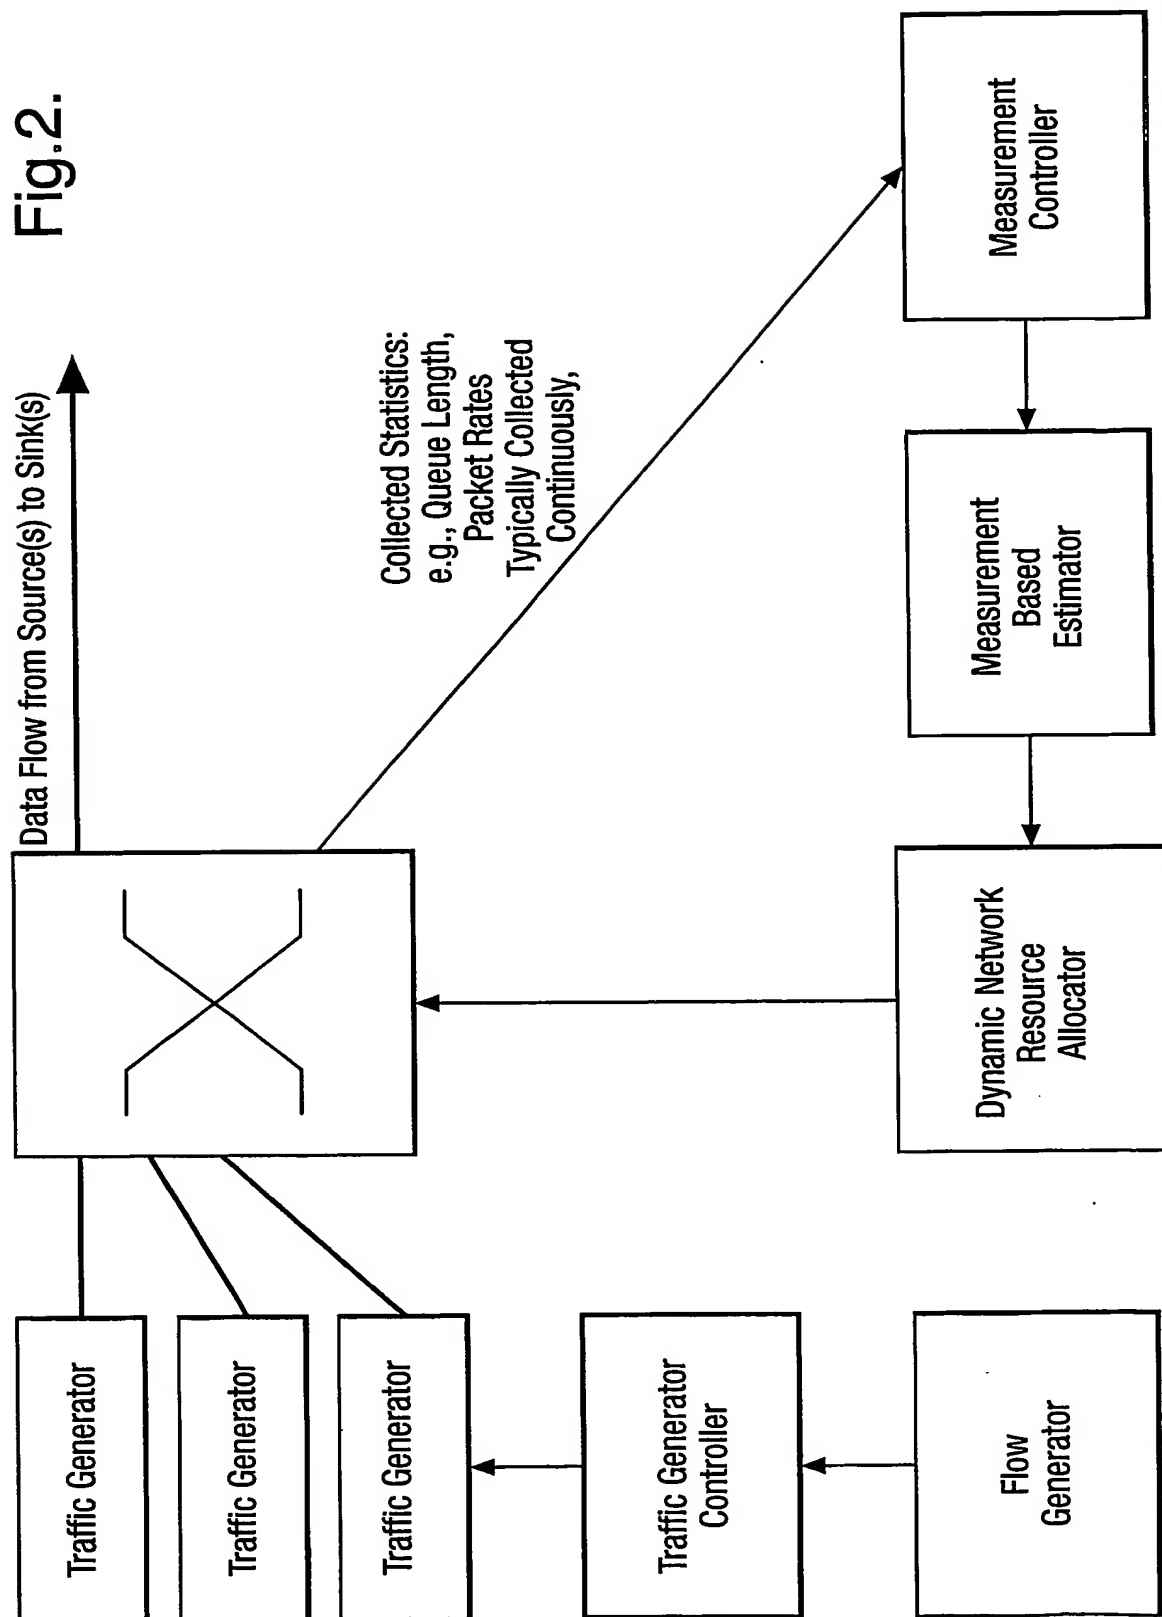 Fig.2.
Data Flow from Source(s) to Sink(s)
Collected Statistics:
e.g., Queue Length,
Packet Rates
Typically Collected
Continuously,
Traffic Generator
Traffic Generator
Traffic Generator
Traffic Generator
Controller
Flow
Generator
Dynamic Network
Resource
Allocator
Measurement
Based
Estimator
Measurement
Controller